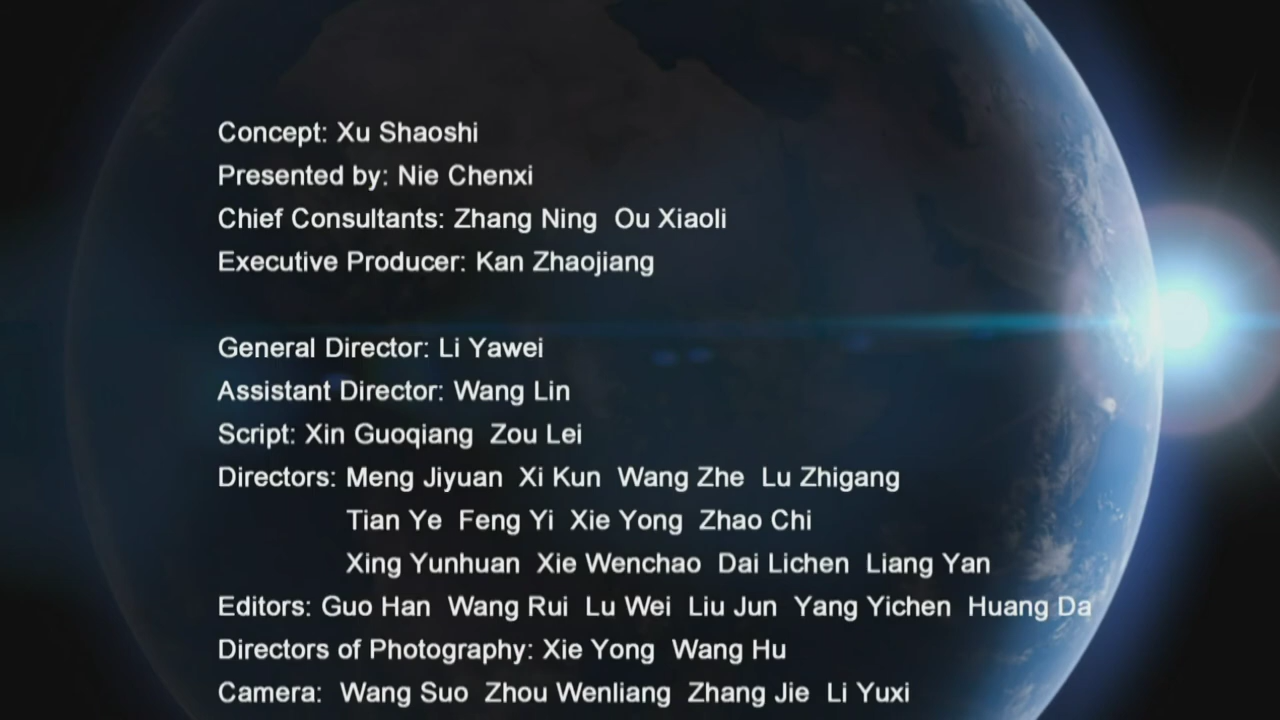 Concept: Xu Shaoshi
Presented by: Nie Chenxi
Chief Consultants: Zhang Ning  Ou Xiaoli
Executive Producer: Kan Zhaojiang
General Director: Li Yawei
Assistant Director: Wang Lin
Script: Xin Guoqiang  Zou Lei
Directors: Meng Jiyuan  Xi Kun  Wang Zhe  Lu Zhigang
Tian Ye  Feng Yi  Xie Yong  Zhao Chi
Xing Yunhuan  Xie Wenchao  Dai Lichen  Liang Yan
Editors: Guo Han  Wang Rui  Lu Wei  Liu Jun  Yang Yichen  Huang Da
Directors of Photography: Xie Yong  Wang Hu
Camera:  Wang Suo  Zhou Wenliang  Zhang Jie  Li Yuxi